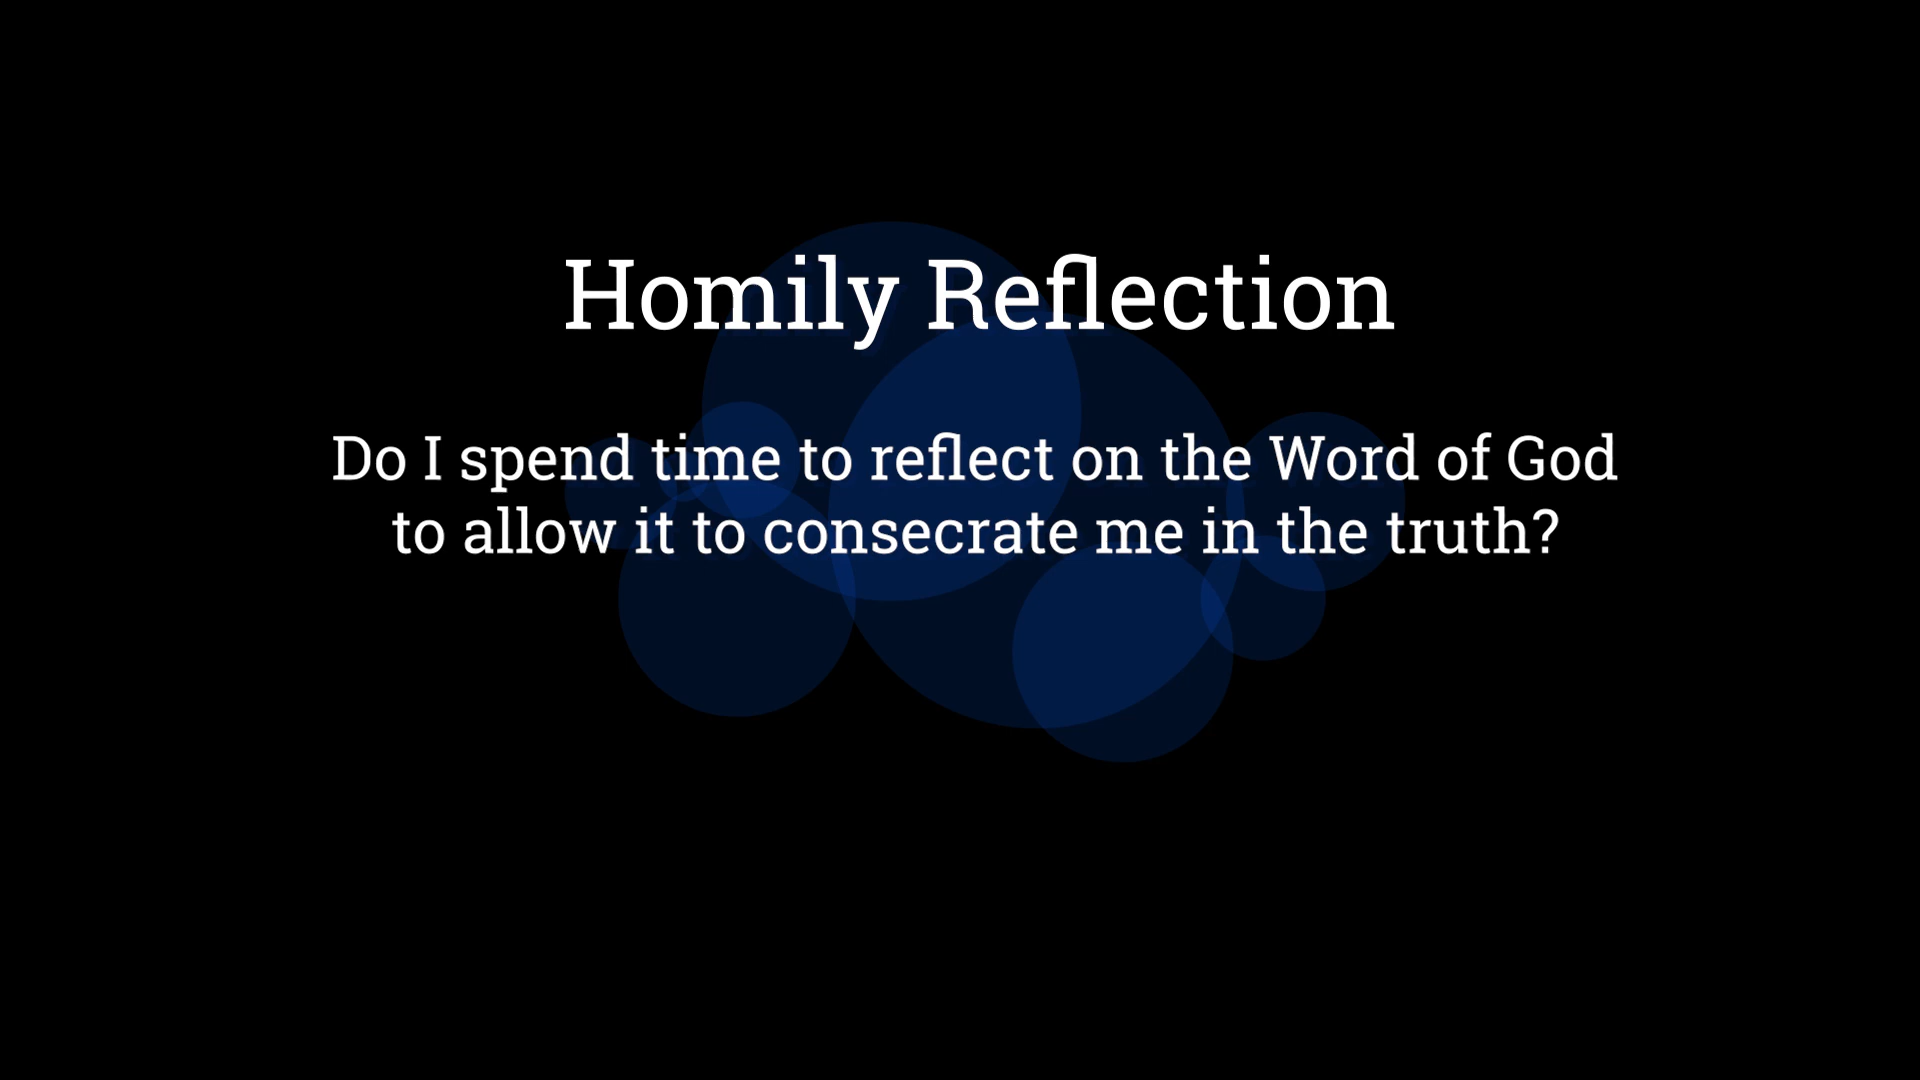 Homily Reflection
Do I spend time to reflect on the Word of God
to allow it to consecrate me in the truth?